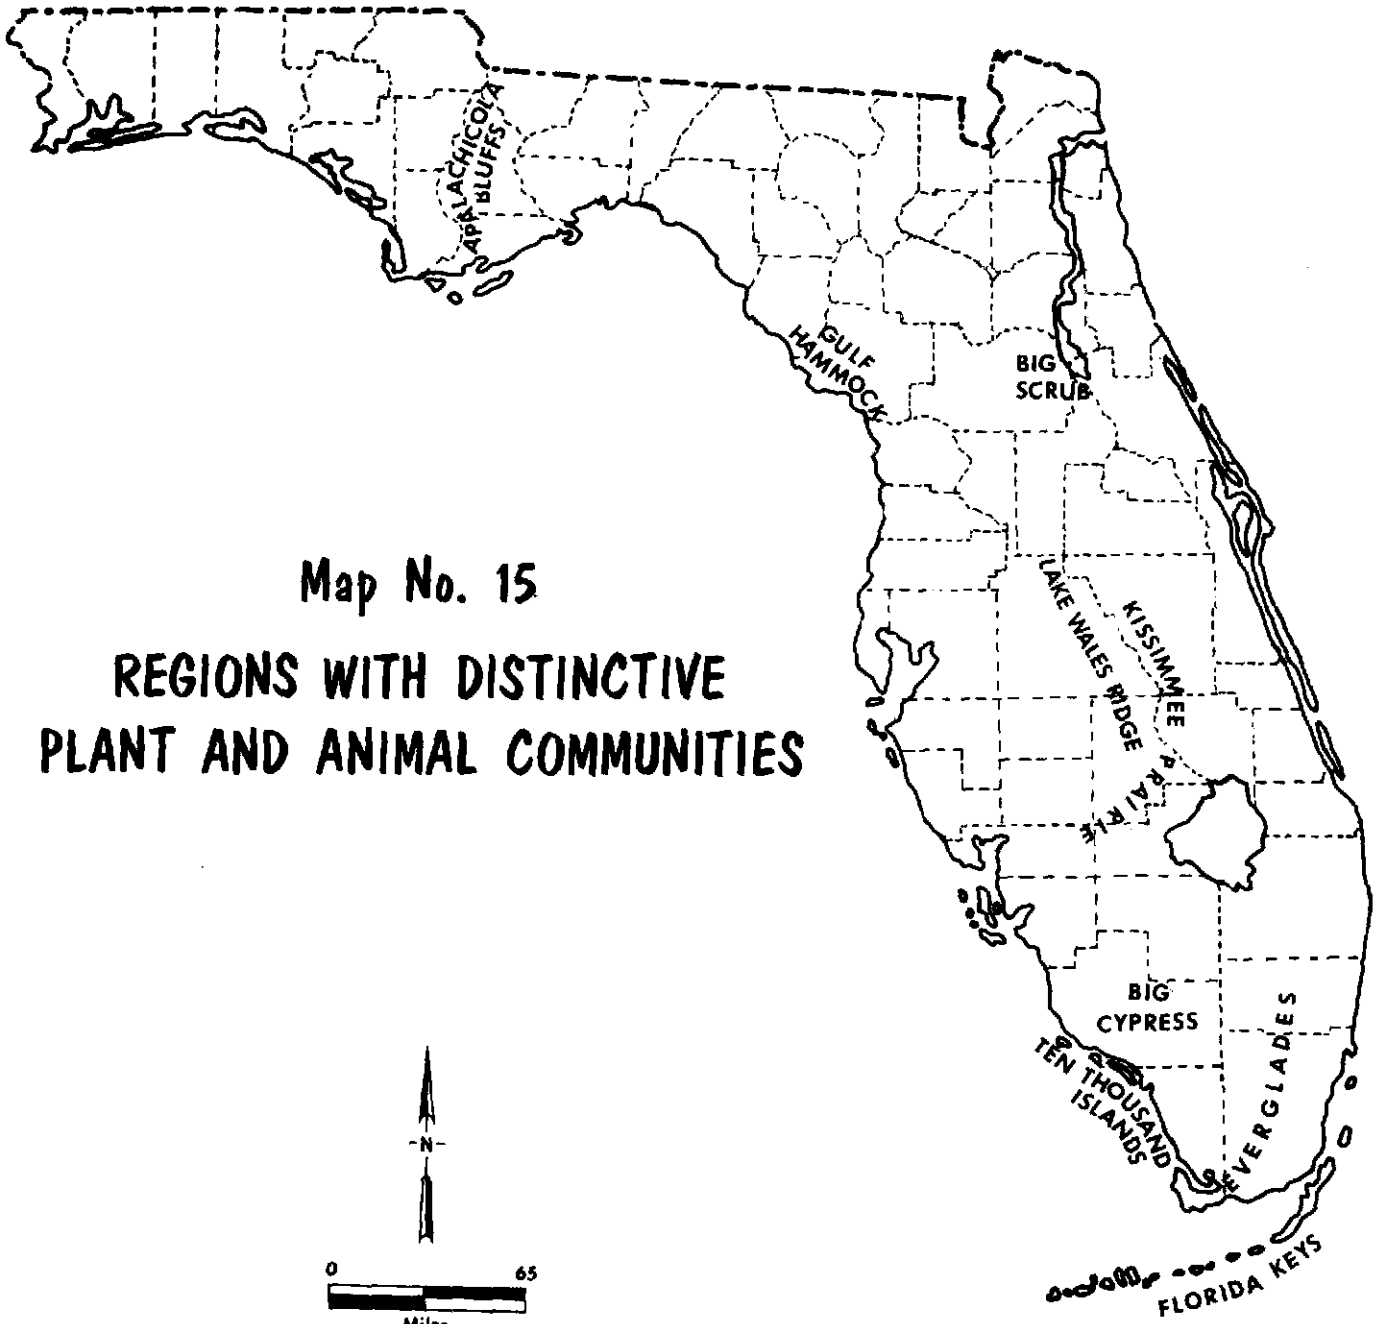 APALACHICOLA
BLUFFS
GULF
HAMMOCK
BIG
SCRUB
Map No. 15
REGIONS WITH DISTINCTIVE
PLANT AND ANIMAL COMMUNITIES
LAKE WALES RIDGE
KISSIMMEE
PRAIRIE
BIG
CYPRESS
TEN THOUSAND
ISLANDS
EVERGLADES
-N-
0 65
Miles
FLORIDA KEYS